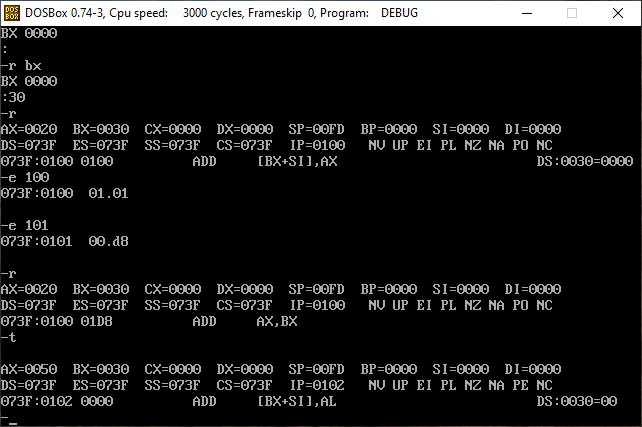 DOSBox 0.74-3, Cpu speed:    3000 cycles, Frameskip  0, Program:    DEBUG
BX 0000
:
-r bx
BX 0000
:30
-r
AX=0020  BX=0030  CX=0000  DX=0000  SP=00FD  BP=0000  SI=0000  DI=0000
DS=073F  ES=073F  SS=073F  CS=073F  IP=0100   NV UP EI PL NZ NA PO NC
073F:0100 0100          ADD     [BX+SI],AX                         DS:0030=0000
-e 100
073F:0100  01.01
-e 101
073F:0101  00.d8
-r
AX=0020  BX=0030  CX=0000  DX=0000  SP=00FD  BP=0000  SI=0000  DI=0000
DS=073F  ES=073F  SS=073F  CS=073F  IP=0100   NV UP EI PL NZ NA PO NC
073F:0100 01D8          ADD     AX,BX
-t
AX=0050  BX=0030  CX=0000  DX=0000  SP=00FD  BP=0000  SI=0000  DI=0000
DS=073F  ES=073F  SS=073F  CS=073F  IP=0102   NV UP EI PL NZ NA PE NC
073F:0102 0000          ADD     [BX+SI],AL                         DS:0030=00
-_